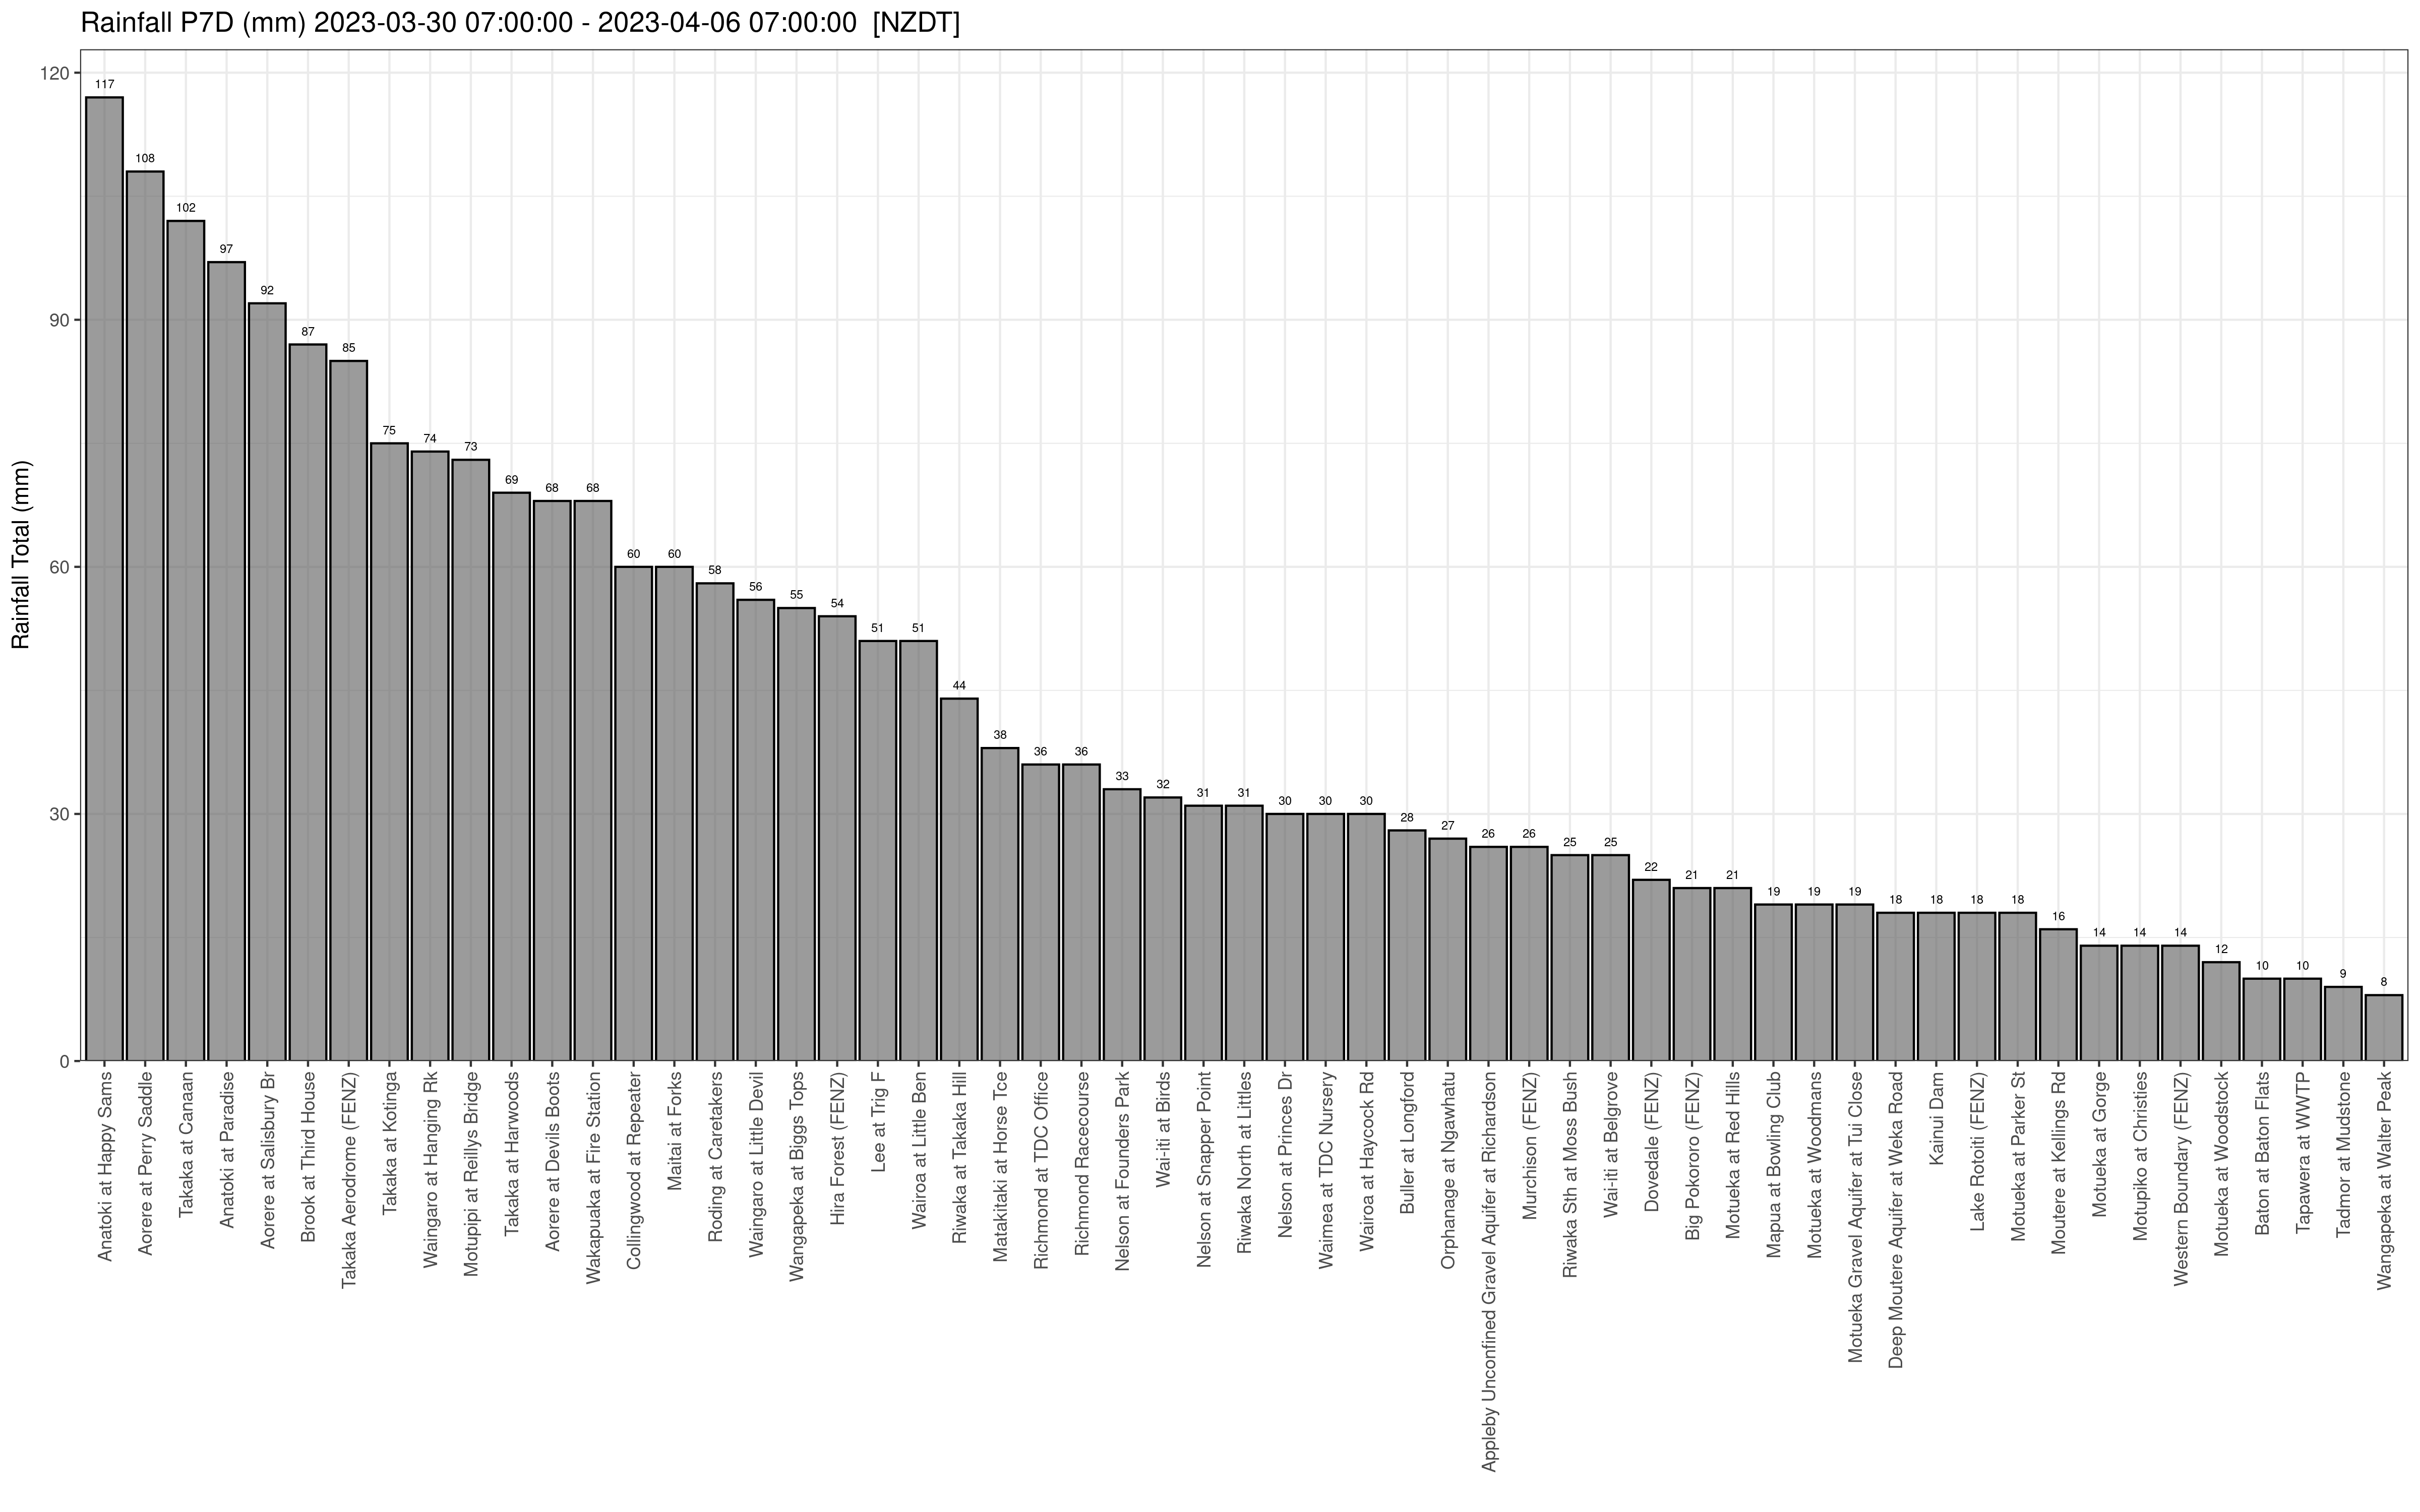 Rainfall P7D (mm) 2023-03-30 07:00:00 - 2023-04-06 07:00:00 [NZDT]
Rainfall Total (mm)
120
90
60
30
0
117
108
102
97
92
87
85
75
74
73
69
68
68
60
60
58
56
55
54
51
51
44
38
36
36
33
32
31
31
30
30
30
28
27
26
26
25
25
22
21
21
19
19
19
18
18
18
18
16
14
14
14
12
10
10
9
8
Anatoki at Happy Sams
Aorere at Perry Saddle
Takaka at Canaan
Anatoki at Paradise
Aorere at Salisbury Br
Brook at Third House
Takaka Aerodrome (FENZ)
Takaka at Kotinga
Waingaro at Hanging Rk
Motupipi at Reillys Bridge
Takaka at Harwoods
Aorere at Devils Boots
Wakapuaka at Fire Station
Collingwood at Repeater
Maitai at Forks
Roding at Caretakers
Waingaro at Little Devil
Wangapeka at Biggs Tops
Hira Forest (FENZ)
Lee at Trig F
Wairoa at Little Ben
Riwaka at Takaka Hill
Matakitaki at Horse Tce
Richmond at TDC Office
Richmond Racecourse
Nelson at Founders Park
Wai-iti at Birds
Nelson at Snapper Point
Riwaka North at Littles
Nelson at Princes Dr
Waimea at TDC Nursery
Wairoa at Haycock Rd
Buller at Longford
Orphanage at Ngawhatu
Appleby Unconfined Gravel Aquifer at Richardson
Murchison (FENZ)
Riwaka Sth at Moss Bush
Wai-iti at Belgrove
Dovedale (FENZ)
Big Pokororo (FENZ)
Motueka at Red Hills
Mapua at Bowling Club
Motueka at Woodmans
Motueka Gravel Aquifer at Tui Close
Deep Moutere Aquifer at Weka Road
Kainui Dam
Lake Rotoiti (FENZ)
Motueka at Parker St
Moutere at Kellings Rd
Motueka at Gorge
Motupiko at Christies
Western Boundary (FENZ)
Motueka at Woodstock
Baton at Baton Flats
Tapawera at WWTP
Tadmor at Mudstone
Wangapeka at Walter Peak